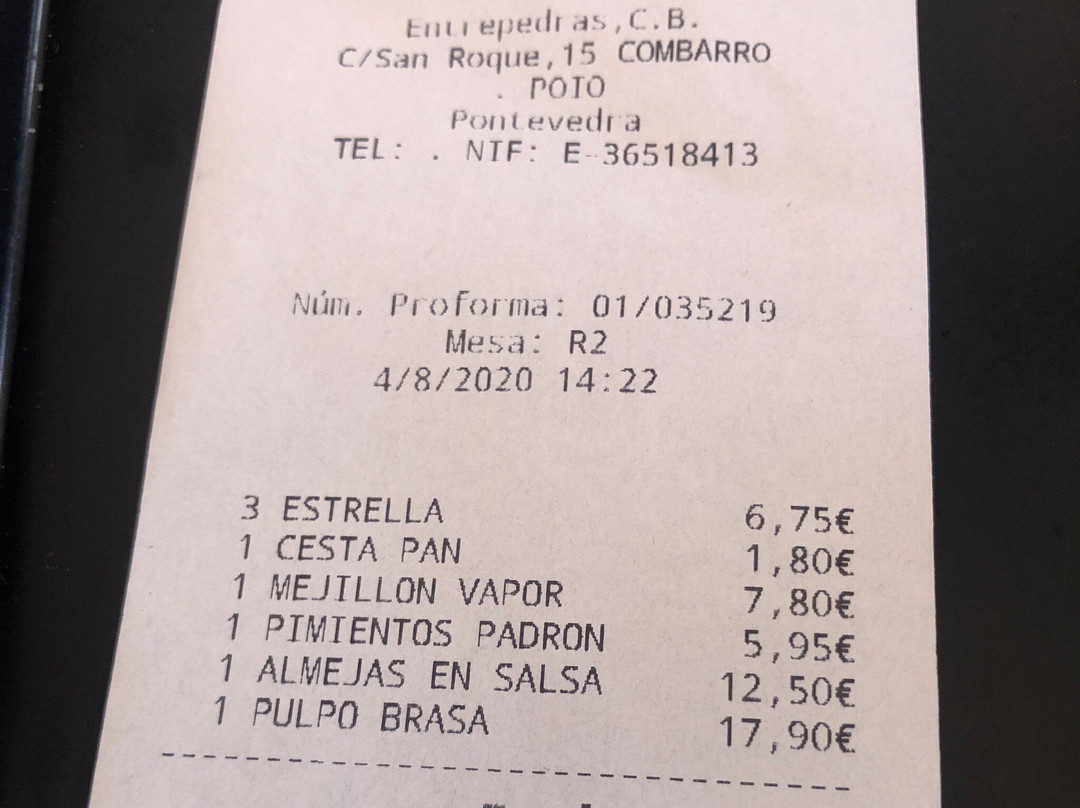 Entrepedras,C.B.
C/San Roque,15 COMBARRO
. POIO
Pontevedra
TEL: . NIF: E-36518413
Núm. Proforma: 01/035219
Mesa: R2
4/8/2020 14:22
3 ESTRELLA 6,75€
1 CESTA PAN 1,80€
1 MEJILLON VAPOR 7,80€
1 PIMIENTOS PADRON 5,95€
1 ALMEJAS EN SALSA 12,50€
1 PULPO BRASA 17,90€